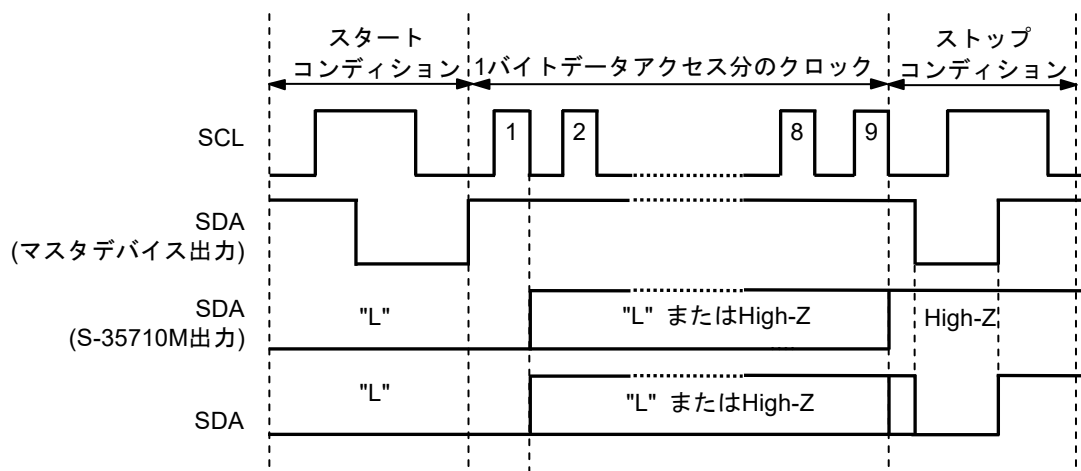 スタート
コンディション
1バイトデータアクセス分のクロック
ストップ
コンディション
SCL
1
2
8
9
SDA
(マスタデバイス出力)
SDA
(S-35710M出力)
"L"
"L" またはHigh-Z
High-Z
SDA
"L"
"L" またはHigh-Z